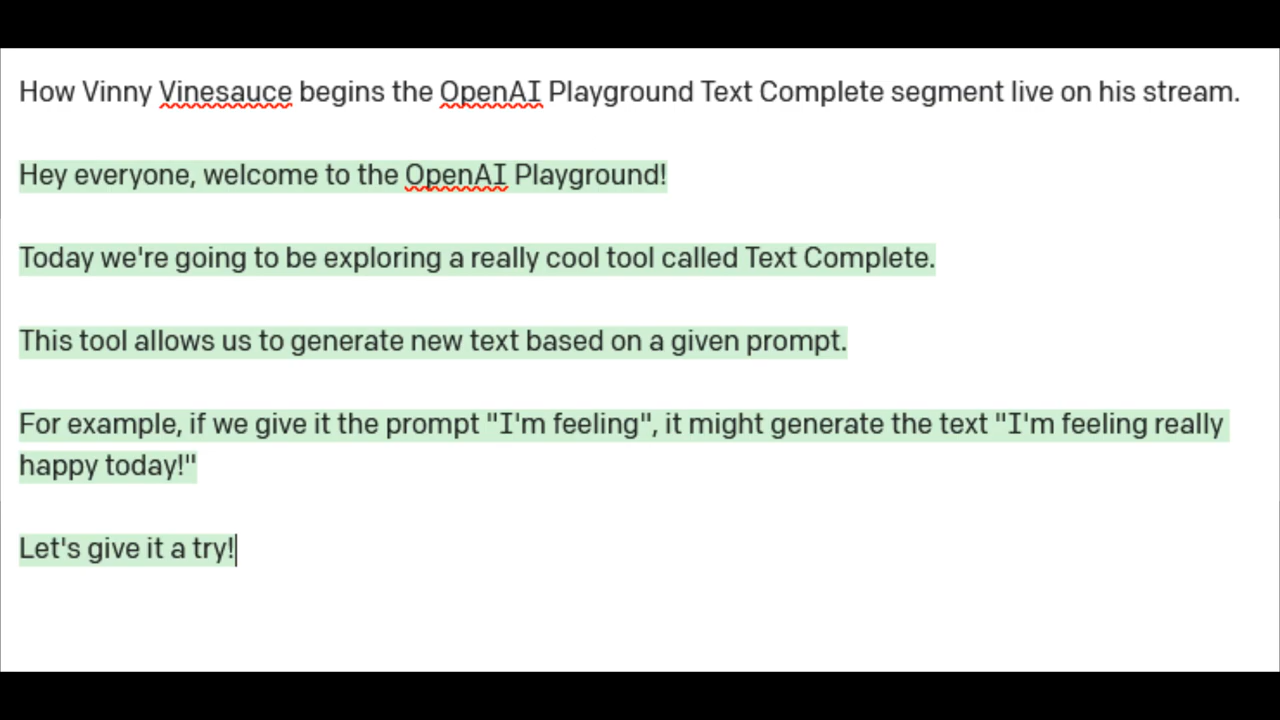 How Vinny Vinesauce begins the OpenAI Playground Text Complete segment live on his stream.
Hey everyone, welcome to the OpenAI Playground!
Today we're going to be exploring a really cool tool called Text Complete.
This tool allows us to generate new text based on a given prompt.
For example, if we give it the prompt "I'm feeling", it might generate the text "I'm feeling really
happy today!"
Let's give it a try!